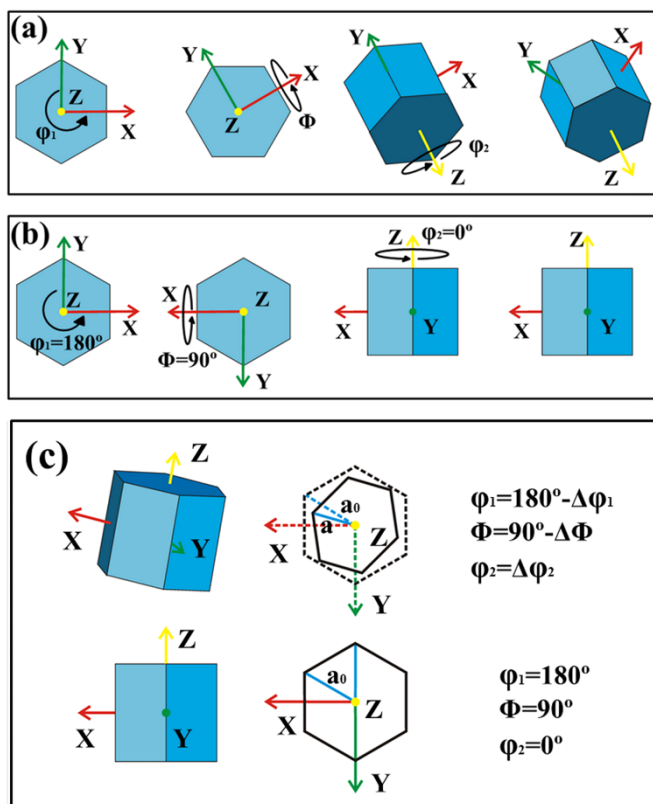 (a)
Y
Z
φ₁
X
Y
X
Z
Φ
Y
X
φ₂
Z
X
Y
Z
(b)
Y
Z
X
φ₁=180º
X
Z
Φ=90º
Y
Z φ₂=0º
X
Y
Z
X
Y
(c)
Z
X
Y
a₀
a
X
Z
Y
φ₁=180º-Δφ₁
Φ=90º-ΔΦ
φ₂=Δφ₂
Z
X
Y
a₀
X
Z
Y
φ₁=180º
Φ=90º
φ₂=0º